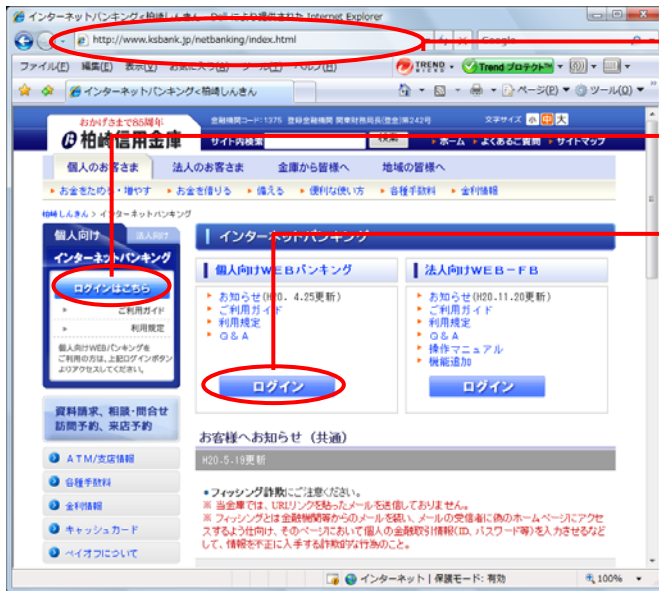 インターネットバンキング<柏崎しんきん - Dell により提供された Internet Explorer
http://www.ksbank.jp/netbanking/index.html
Google
ファイル(F) 編集(E) 表示(V) お気に入り(A) ツール(T) ヘルプ(H)
TREND MICRO Trend プロテクト
インターネットバンキング<柏崎しんきん
ページ(P) ツール(O)
おかげさまで85周年
柏崎信用金庫
金融機関コード:1375 登録金融機関 関東財務局長(登金)第242号
文字サイズ 小 中 大
サイト内検索 検索
ホーム よくあるご質問 サイトマップ
個人のお客さま 法人のお客さま 金庫から皆様へ 地域の皆様へ
お金をためる・増やす お金を借りる 備える 便利な使い方 各種手数料 金利情報
柏崎しんきん > インターネットバンキング
個人向け 法人向け
インターネットバンキング
ログインはこちら
ご利用ガイド
利用規定
個人向けWEBバンキングを
ご利用の方は、上記ログインボタン
よりアクセスしてください。
資料請求、相談・問合せ
訪問予約、来店予約
ATM/支店情報
各種手数料
金利情報
キャッシュカード
ペイオフについて
インターネットバンキング
個人向けWEBバンキング
お知らせ(H20. 4.25更新)
ご利用ガイド
利用規定
Q&A
ログイン
法人向けWEB-FB
お知らせ(H20.11.20更新)
ご利用ガイド
利用規定
Q&A
操作マニュアル
機能追加
ログイン
お客様へお知らせ (共通)
H20.5.19更新
•フィッシング詐欺にご注意ください。
※ 当金庫では、URLリンクを貼ったメールを送信しておりません。
※ フィッシングとは金融機関等からのメールを装い、メールの受信者に偽のホームページにアクセ
スするよう仕向け、そのページにおいて個人の金融取引情報(ID、パスワード等)を入力させるなど
して、情報を不正に入手する詐欺的な行為のこと。
インターネット | 保護モード: 有効
100%